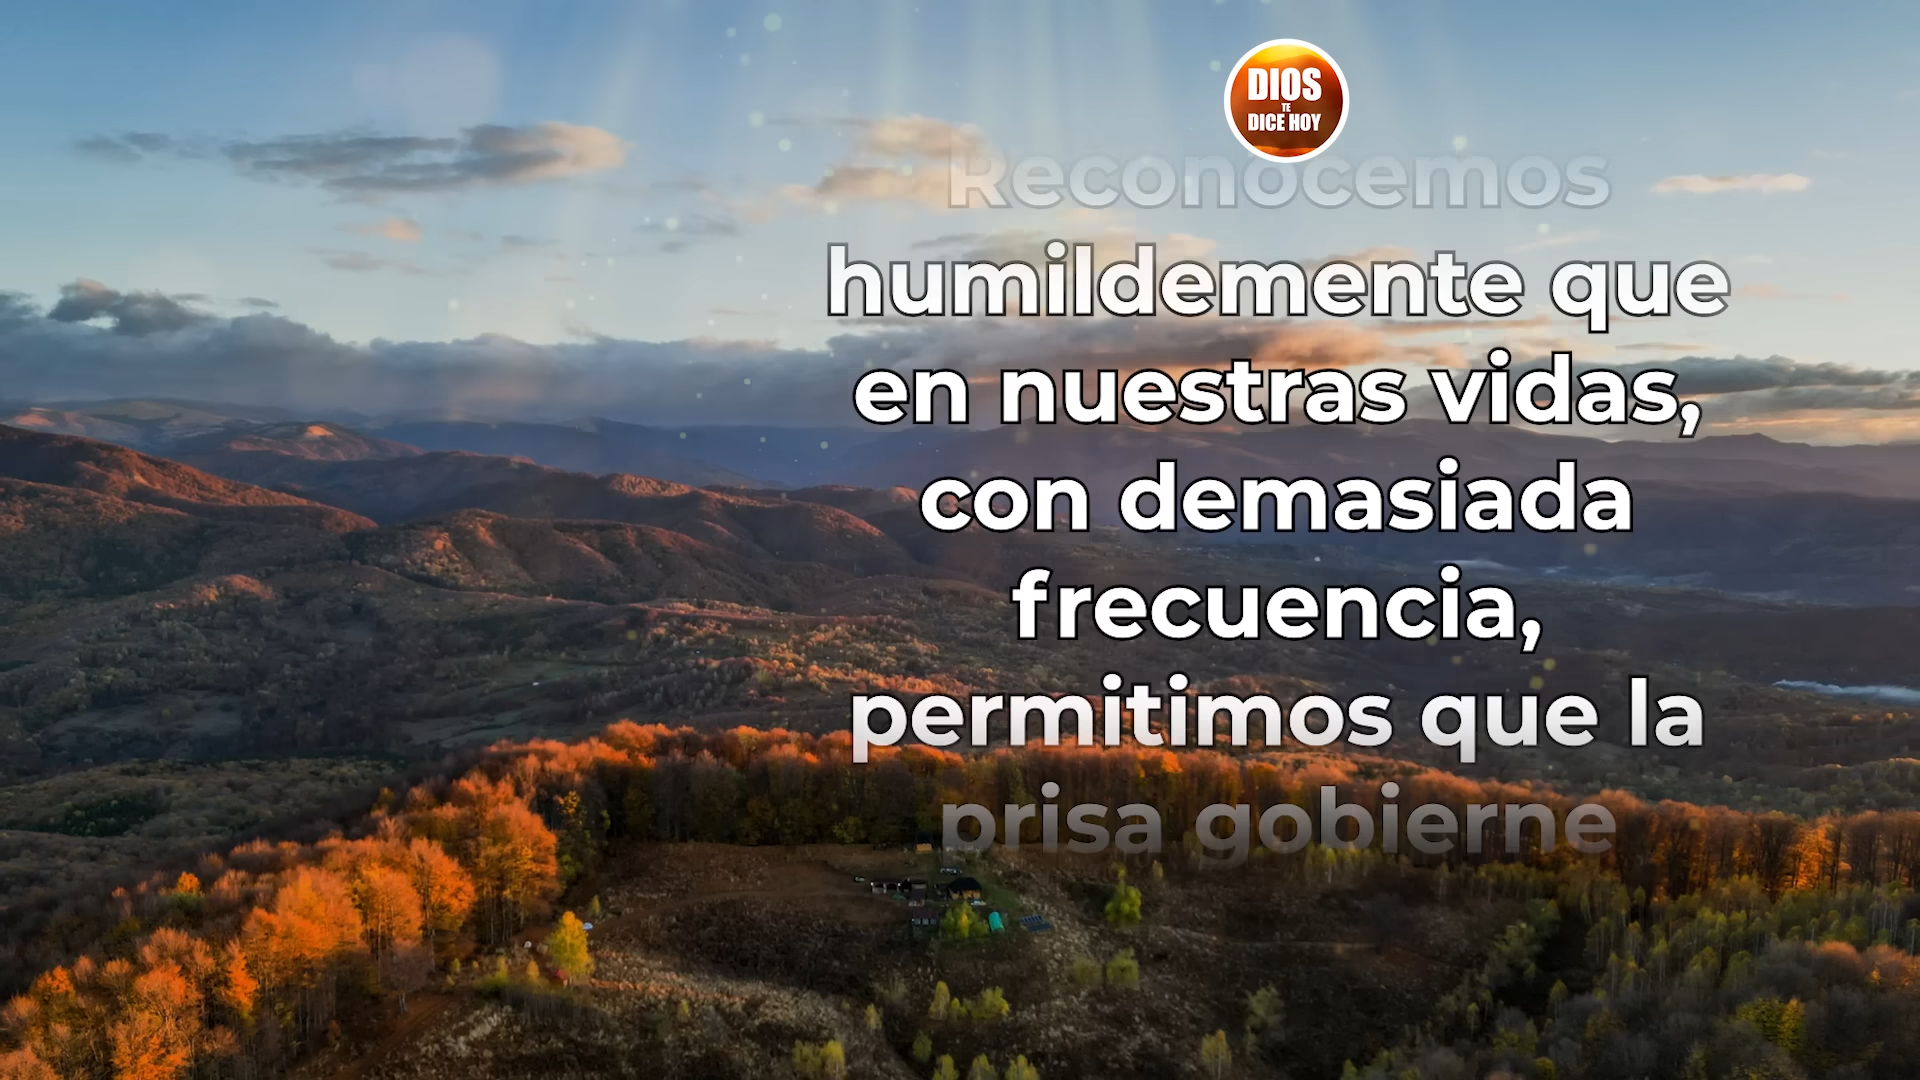 DIOS
TE
DICE HOY
Reconocemos
humildemente que
en nuestras vidas,
con demasiada
frecuencia,
permitimos que la
prisa gobierne